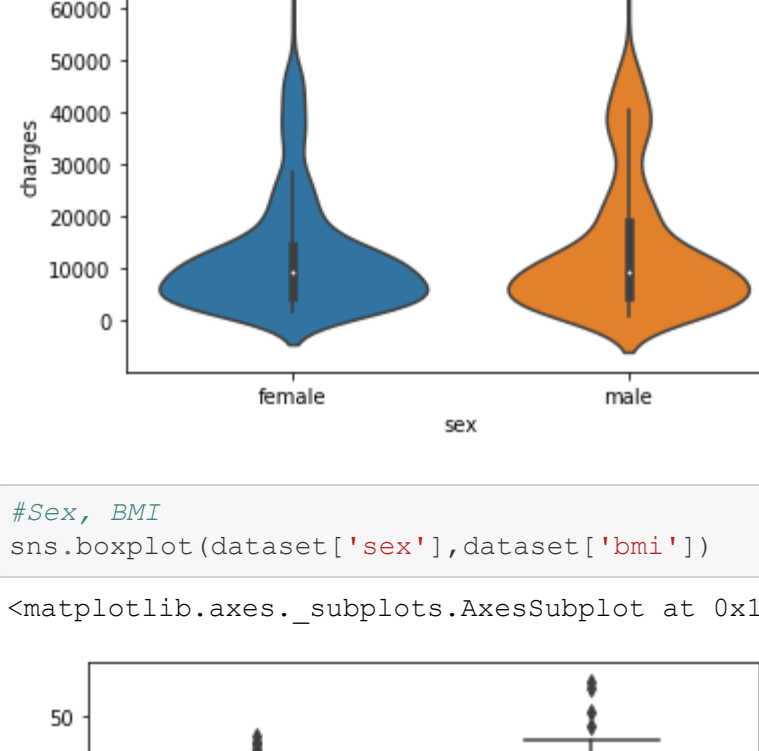 60000
50000
40000
30000
20000
10000
0
charges
female male
sex
#Sex, BMI
sns.boxplot(dataset['sex'],dataset['bmi'])
<matplotlib.axes._subplots.AxesSubplot at 0x1
50